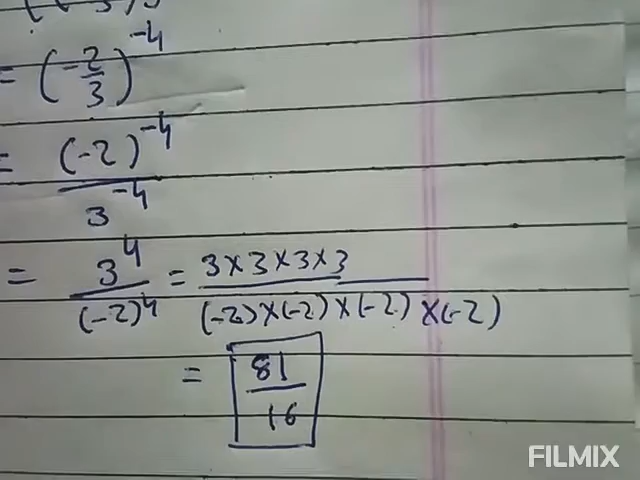 = (-2/3)^-4
= (-2)^-4 / 3^-4
= 3^4 / (-2)^4 = 3×3×3×3 / (-2)×(-2)×(-2)×(-2)
= 81/16
FILMIX